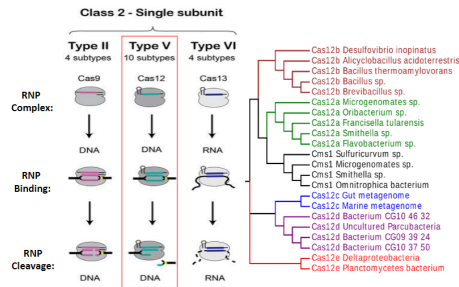 Class 2 - Single subunit
Type II
4 subtypes
Type V
10 subtypes
Type VI
4 subtypes
Cas9
Cas12
Cas13
RNP
Complex:
DNA
DNA
RNA
RNP
Binding:
RNP
Cleavage:
DNA
DNA
RNA
Cas12b Desulfovibrio inopinatus
Cas12b Alicyclobacillus acidoterrestris
Cas12b Bacillus thermoamylovorans
Cas12b Bacillus sp.
Cas12b Brevibacillus sp.
Cas12a Microgenomates sp.
Cas12a Oribacterium sp.
Cas12a Francisella tularensis
Cas12a Smithella sp.
Cas12a Flavobacterium sp.
Cms1 Sulfuricurvum sp.
Cms1 Microgenomates sp.
Cms1 Smithella sp.
Cms1 Omnitrophica bacterium
Cas12c Gut metagenome
Cas12c Marine metagenome
Cas12d Bacterium CG10 46 32
Cas12d Uncultured Parcubacteria
Cas12d Bacterium CG09 39 24
Cas12d Bacterium CG10 37 50
Cas12e Deltaproteobacteria
Cas12e Planctomycetes bacterium